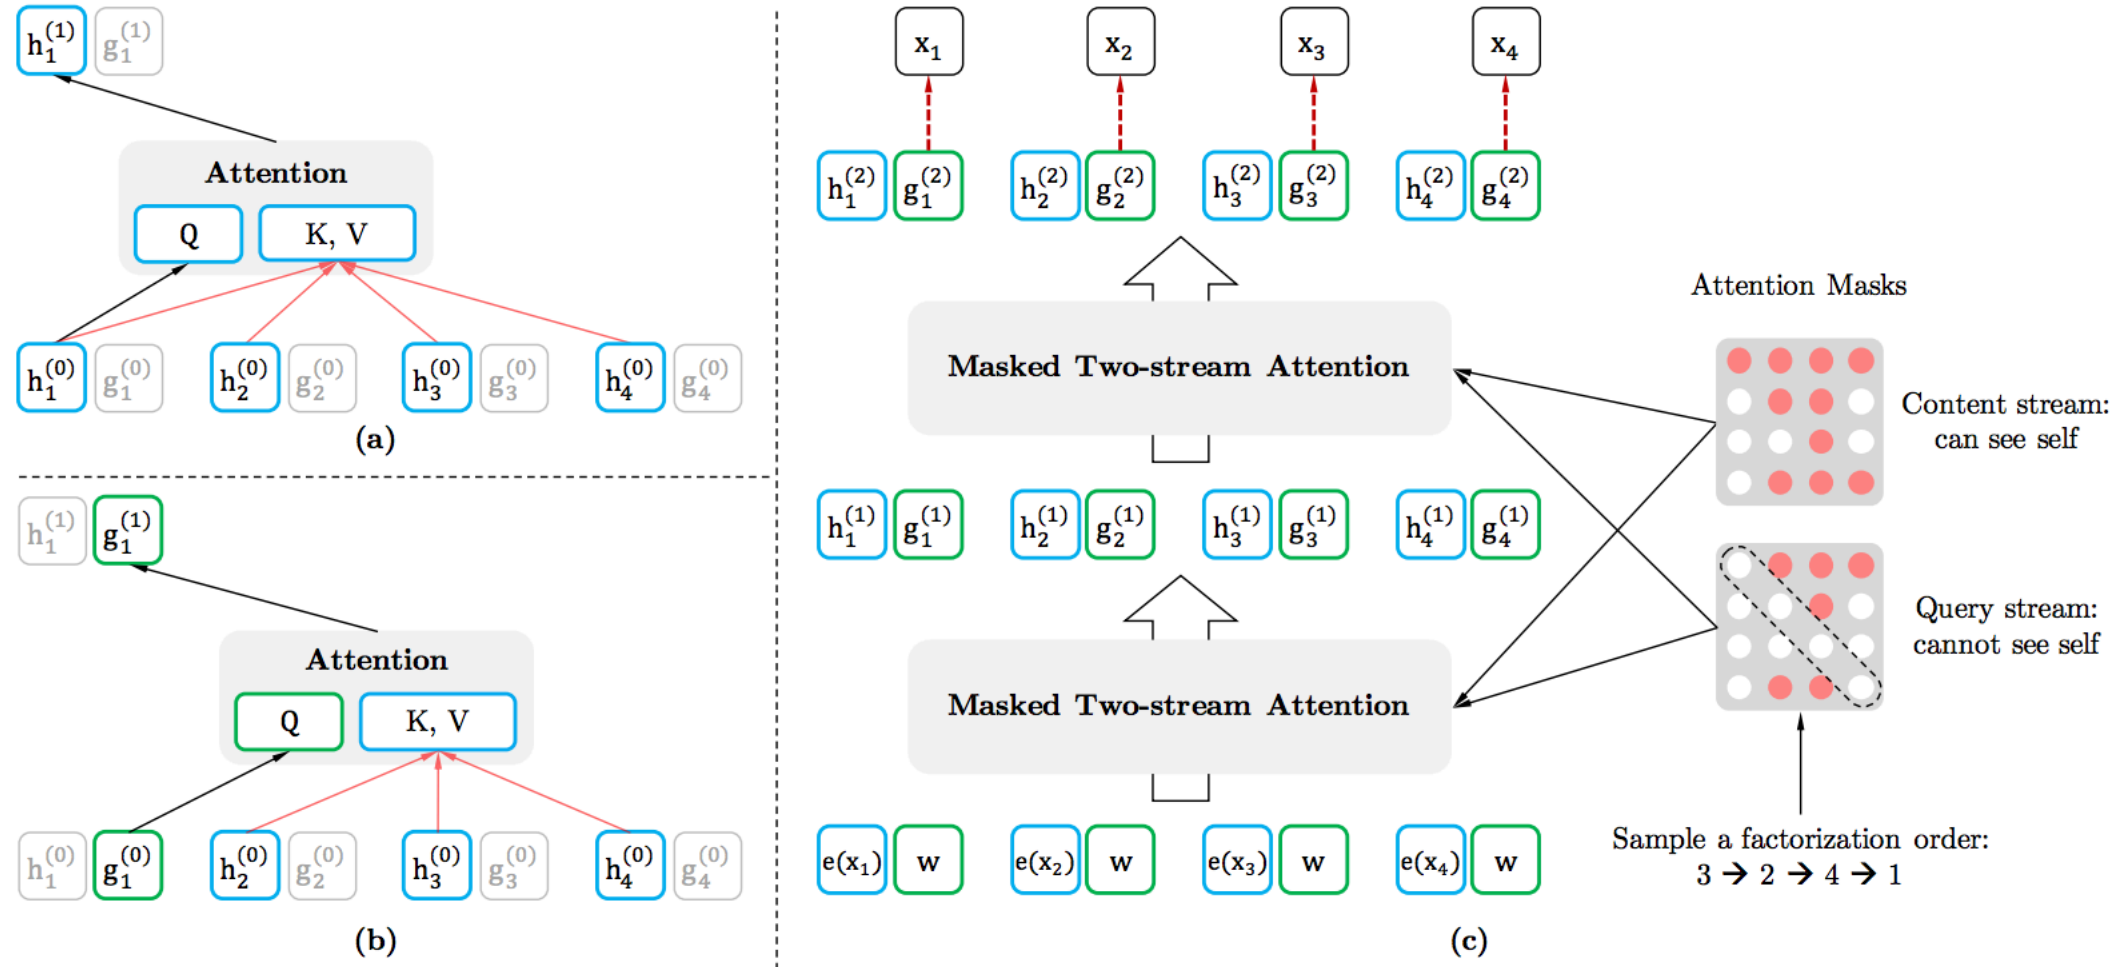 h₁⁽¹⁾ g₁⁽¹⁾
Attention
Q K, V
h₁⁽⁰⁾ g₁⁽⁰⁾ h₂⁽⁰⁾ g₂⁽⁰⁾ h₃⁽⁰⁾ g₃⁽⁰⁾ h₄⁽⁰⁾ g₄⁽⁰⁾
(a)
h₁⁽¹⁾ g₁⁽¹⁾
Attention
Q K, V
h₁⁽⁰⁾ g₁⁽⁰⁾ h₂⁽⁰⁾ g₂⁽⁰⁾ h₃⁽⁰⁾ g₃⁽⁰⁾ h₄⁽⁰⁾ g₄⁽⁰⁾
(b)
x₁ x₂ x₃ x₄
h₁⁽²⁾ g₁⁽²⁾ h₂⁽²⁾ g₂⁽²⁾ h₃⁽²⁾ g₃⁽²⁾ h₄⁽²⁾ g₄⁽²⁾
Masked Two-stream Attention
h₁⁽¹⁾ g₁⁽¹⁾ h₂⁽¹⁾ g₂⁽¹⁾ h₃⁽¹⁾ g₃⁽¹⁾ h₄⁽¹⁾ g₄⁽¹⁾
Masked Two-stream Attention
e(x₁) w e(x₂) w e(x₃) w e(x₄) w
Attention Masks
Content stream:
can see self
Query stream:
cannot see self
Sample a factorization order:
3 → 2 → 4 → 1
(c)